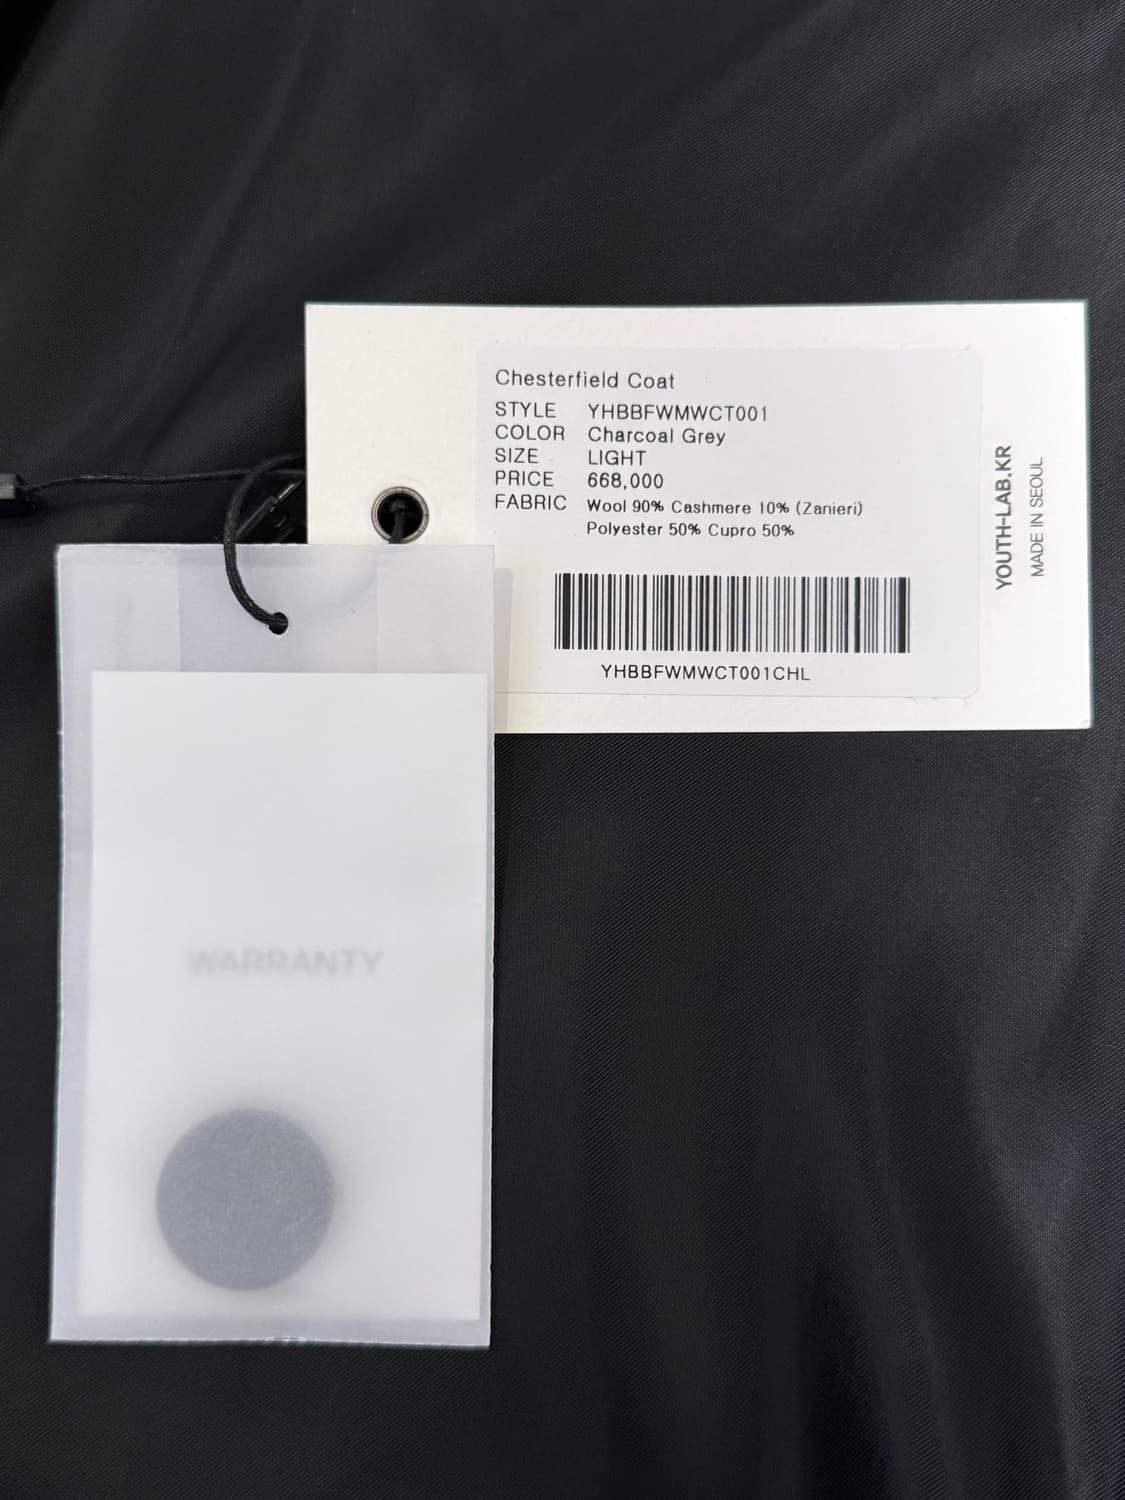 Chesterfield Coat
STYLE YHBBFWMWCT001
COLOR Charcoal Grey
SIZE LIGHT
PRICE 668,000
FABRIC Wool 90% Cashmere 10% (Zanieri)
Polyester 50% Cupro 50%
YHBBFWMWCT001CHL
YOUTH-LAB.KR
MADE IN SEOUL
WARRANTY